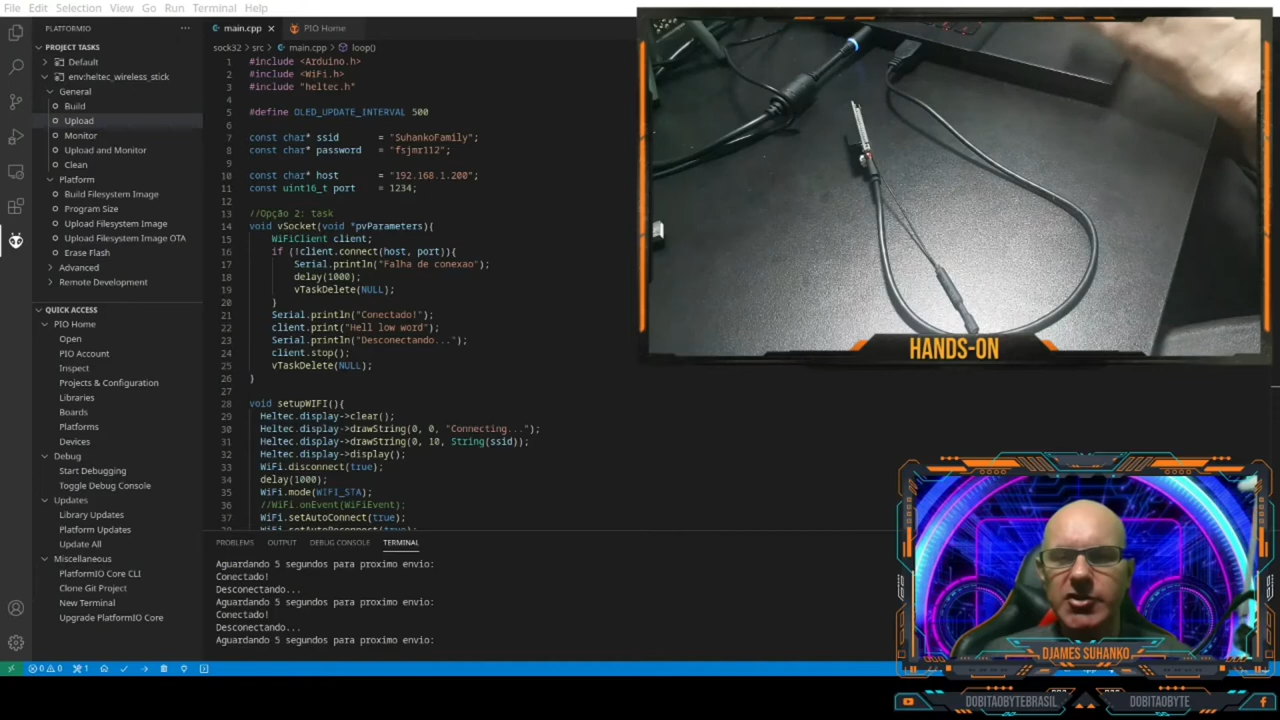 File Edit Selection View Go Run Terminal Help
PLATFORMIO
PROJECT TASKS
Default
env:heltec_wireless_stick
General
Build
Upload
Monitor
Upload and Monitor
Clean
Platform
Build Filesystem Image
Program Size
Upload Filesystem Image
Upload Filesystem Image OTA
Erase Flash
Advanced
Remote Development
QUICK ACCESS
PIO Home
Open
PIO Account
Inspect
Projects & Configuration
Libraries
Boards
Platforms
Devices
Debug
Start Debugging
Toggle Debug Console
Updates
Library Updates
Platform Updates
Update All
Miscellaneous
PlatformIO Core CLI
Clone Git Project
New Terminal
Upgrade PlatformIO Core
main.cpp PIO Home
sock32 > src > main.cpp > loop()
1 #include <Arduino.h>
2 #include <WiFi.h>
3 #include "heltec.h"
4
5 #define OLED_UPDATE_INTERVAL 500
6
7 const char* ssid = "SuhankoFamily";
8 const char* password = "fsjmr112";
9
10 const char* host = "192.168.1.200";
11 const uint16_t port = 1234;
12
13 //Opção 2: task
14 void vSocket(void *pvParameters){
15 WiFiClient client;
16 if (!client.connect(host, port)){
17 Serial.println("Falha de conexao");
18 delay(1000);
19 vTaskDelete(NULL);
20 }
21 Serial.println("Conectado!");
22 client.print("Hell low word");
23 Serial.println("Desconectando...");
24 client.stop();
25 vTaskDelete(NULL);
26 }
27
28 void setupWIFI(){
29 Heltec.display->clear();
30 Heltec.display->drawString(0, 0, "Connecting...");
31 Heltec.display->drawString(0, 10, String(ssid));
32 Heltec.display->display();
33 WiFi.disconnect(true);
34 delay(1000);
35 WiFi.mode(WIFI_STA);
36 //WiFi.onEvent(WiFiEvent);
37 WiFi.setAutoConnect(true);
38 WiFi.setAutoReconnect(true);
PROBLEMS OUTPUT DEBUG CONSOLE TERMINAL
Aguardando 5 segundos para proximo envio:
Conectado!
Desconectando...
Aguardando 5 segundos para proximo envio:
Conectado!
Desconectando...
Aguardando 5 segundos para proximo envio:
0 0 1
HANDS-ON
DJAMES SUHANKO
DOBITAOBYTEBRASIL DOBITAOBYTE